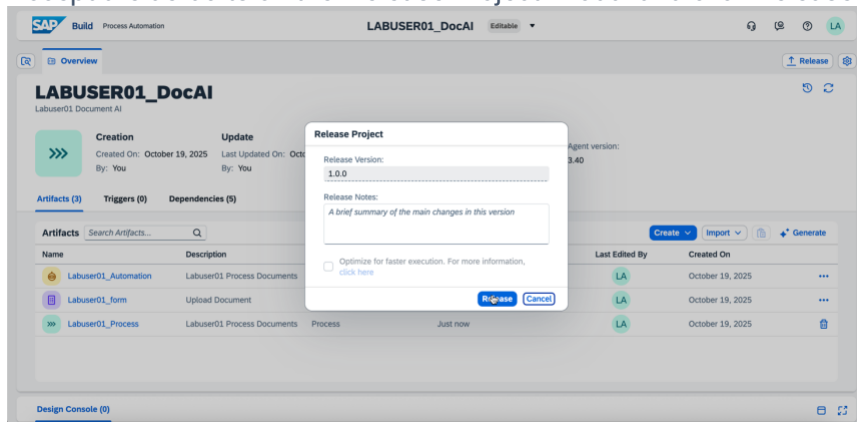 SAP Build Process Automation LABUSER01_DocAI Editable LA
Overview Release
LABUSER01_DocAI
Labuser01 Document AI
Creation Update
Created On: October 19, 2025 Last Updated On: Octo Agent version:
By: You By: You 3.40
Release Project
Release Version:
1.0.0
Release Notes:
A brief summary of the main changes in this version
Optimize for faster execution. For more information,
click here
Release Cancel
Artifacts (3) Triggers (0) Dependencies (5)
Artifacts Search Artifacts... Create Import Generate
Name Description Last Edited By Created On
Labuser01_Automation Labuser01 Process Documents LA October 19, 2025
Labuser01_form Upload Document LA October 19, 2025
Labuser01_Process Labuser01 Process Documents Process Just now LA October 19, 2025
Design Console (0)